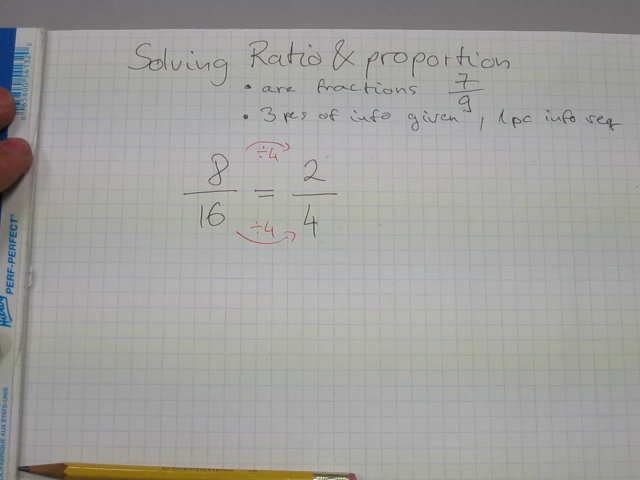 Solving Ratio & proportion
• are fractions 7/9
• 3 pcs of info given, 1 pc info req
÷4
8/16 = 2/4
÷4
Hilroy PERF-PERFECT